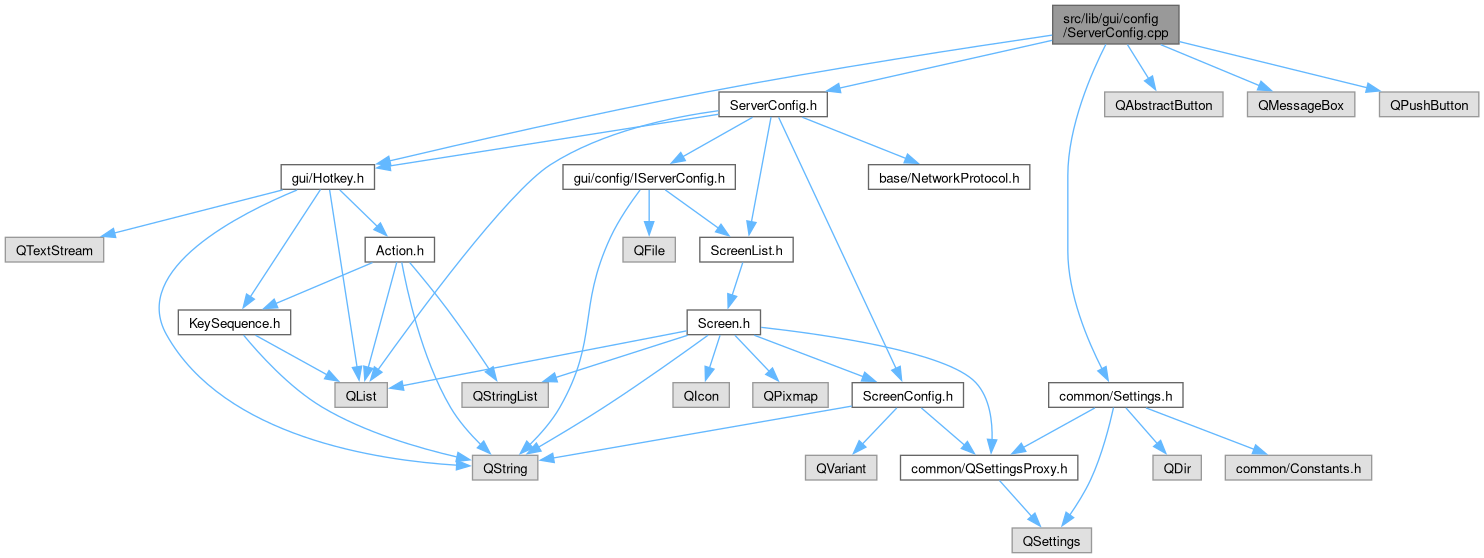 src/lib/gui/config
/ServerConfig.cpp
ServerConfig.h
QAbstractButton
QMessageBox
QPushButton
gui/Hotkey.h
gui/config/IServerConfig.h
base/NetworkProtocol.h
QTextStream
Action.h
QFile
ScreenList.h
KeySequence.h
Screen.h
QList
QStringList
QIcon
QPixmap
ScreenConfig.h
common/Settings.h
QString
QVariant
common/QSettingsProxy.h
QDir
common/Constants.h
QSettings